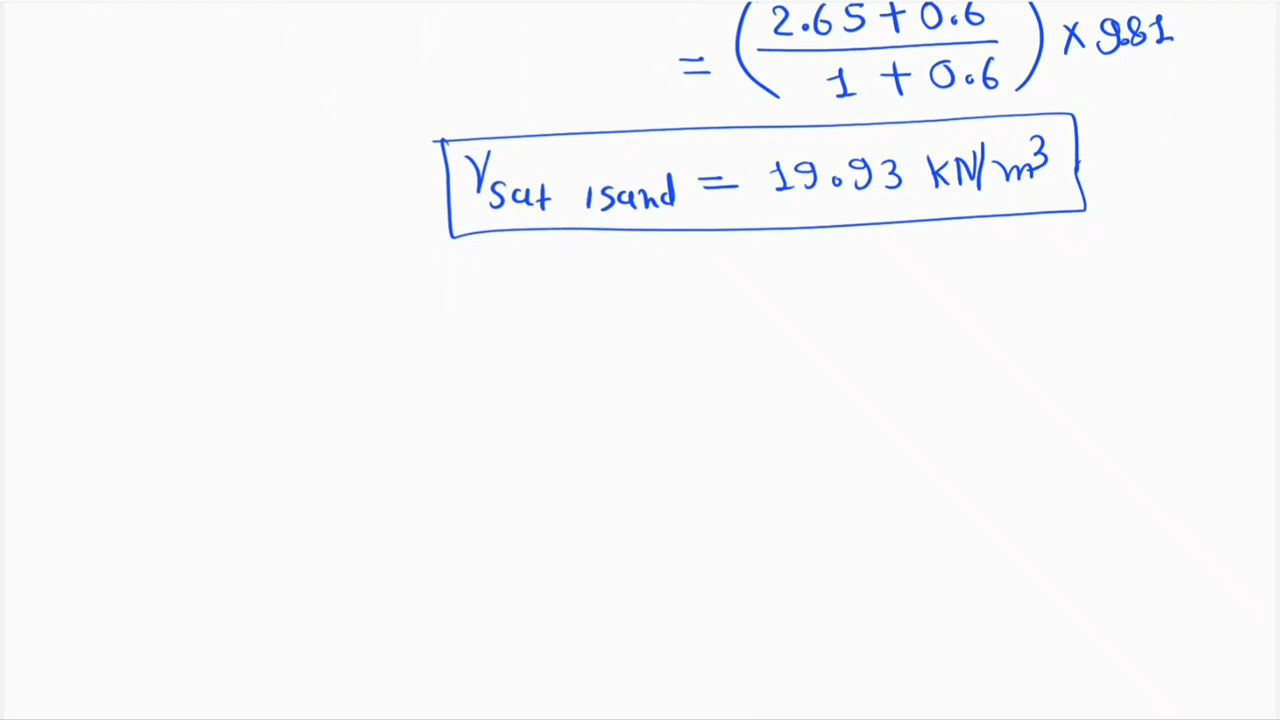 = (2.65 + 0.6 / 1 + 0.6) × 9.81
γsat, sand = 19.93 kN/m³